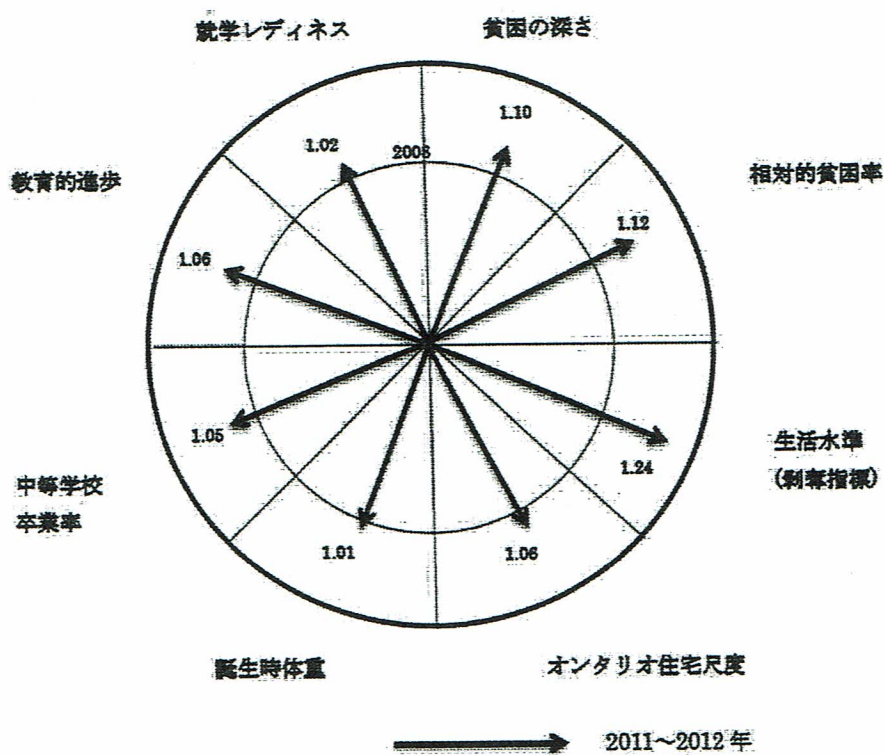 就学レディネス
貧困の深さ
1.10
1.02
2008
教育的進歩
相対的貧困率
1.12
1.06
1.05
生活水準
(剝奪指標)
1.24
中等学校
卒業率
1.01
1.06
誕生時体重
オンタリオ住宅尺度
2011~2012年